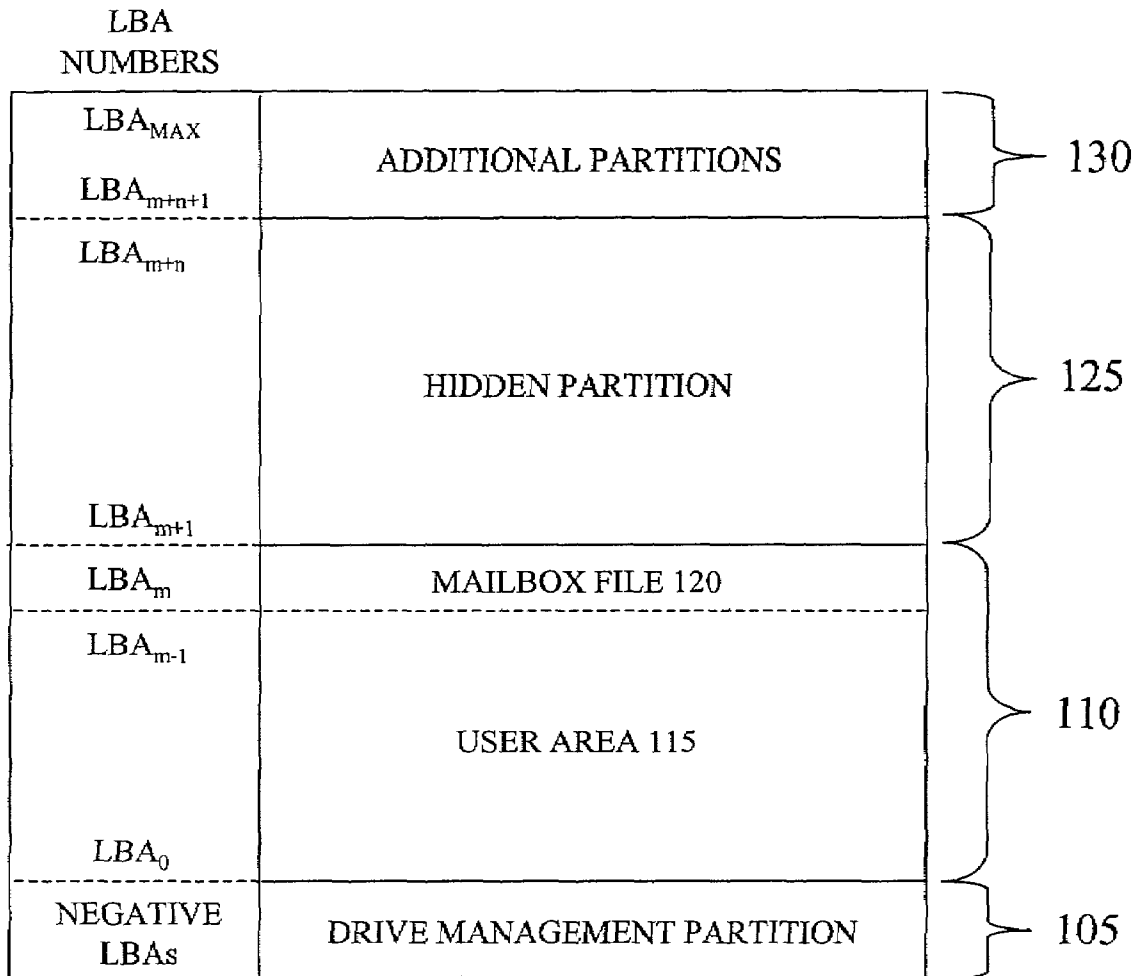 LBA
NUMBERS
LBA_MAX
ADDITIONAL PARTITIONS
130
LBA_m+n+1
LBA_m+n
HIDDEN PARTITION
125
LBA_m+1
LBA_m
MAILBOX FILE 120
LBA_m-1
110
USER AREA 115
LBA_0
NEGATIVE
LBAs
DRIVE MANAGEMENT PARTITION
105